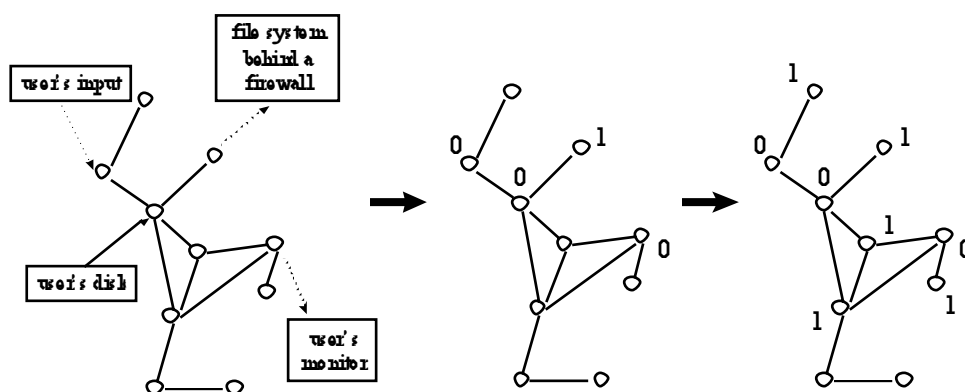 file system
behind a
firewall
user's input
user's disk
user's
monitor
0
1
0
0
1
1
0
0
1
0
1
1